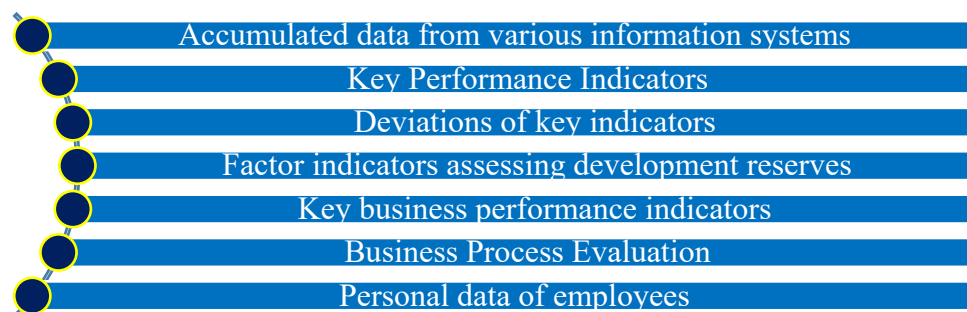 Accumulated data from various information systems
Key Performance Indicators
Deviations of key indicators
Factor indicators assessing development reserves
Key business performance indicators
Business Process Evaluation
Personal data of employees